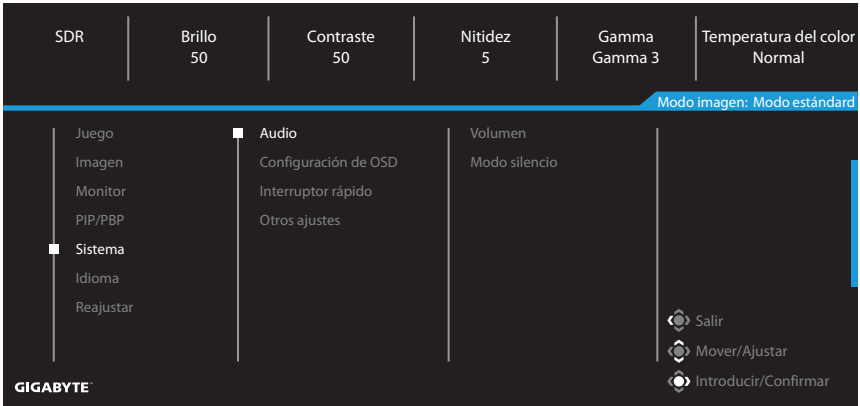 SDR
Brillo
50
Contraste
50
Nitidez
5
Gamma
Gamma 3
Temperatura del color
Normal
Modo imagen: Modo estándard
Juego
Imagen
Monitor
PIP/PBP
Sistema
Idioma
Reajustar
Audio
Configuración de OSD
Interruptor rápido
Otros ajustes
Volumen
Modo silencio
Salir
Mover/Ajustar
Introducir/Confirmar
GIGABYTE™